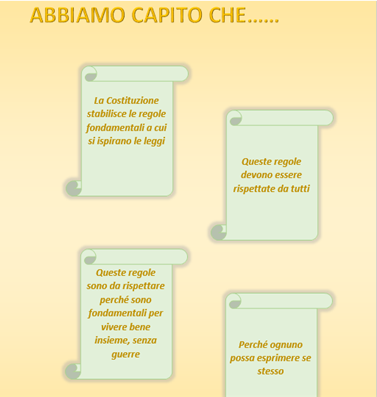 ABBIAMO CAPITO CHE……
La Costituzione
stabilisce le regole
fondamentali a cui
si ispirano le leggi
Queste regole
devono essere
rispettate da tutti
Queste regole
sono da rispettare
perché sono
fondamentali per
vivere bene
insieme, senza
guerre
Perché ognuno
possa esprimere se
stesso